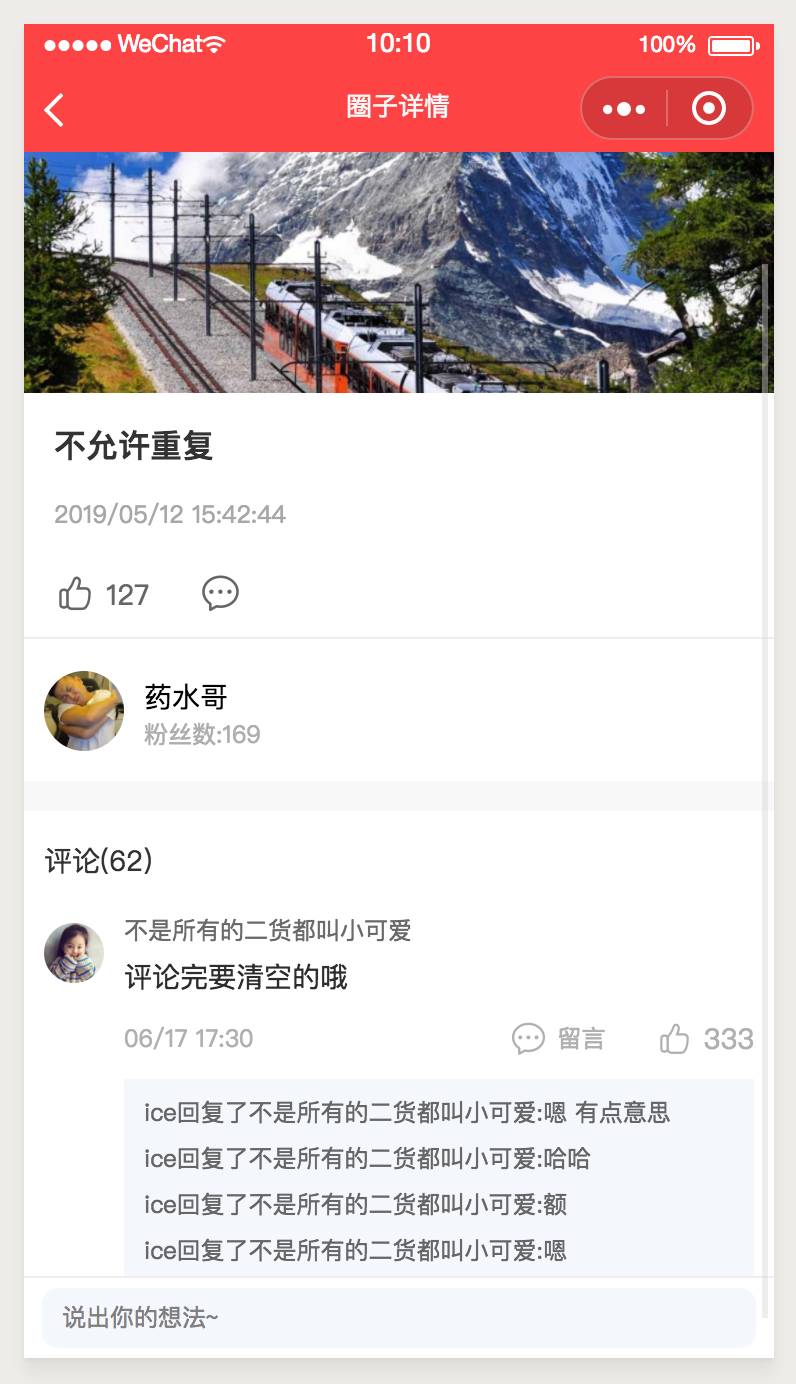 WeChat
10:10
100%
圈子详情
不允许重复
2019/05/12 15:42:44
127
药水哥
粉丝数:169
评论(62)
不是所有的二货都叫小可爱
评论完要清空的哦
06/17 17:30
留言
333
ice回复了不是所有的二货都叫小可爱:嗯 有点意思
ice回复了不是所有的二货都叫小可爱:哈哈
ice回复了不是所有的二货都叫小可爱:额
ice回复了不是所有的二货都叫小可爱:嗯
说出你的想法~